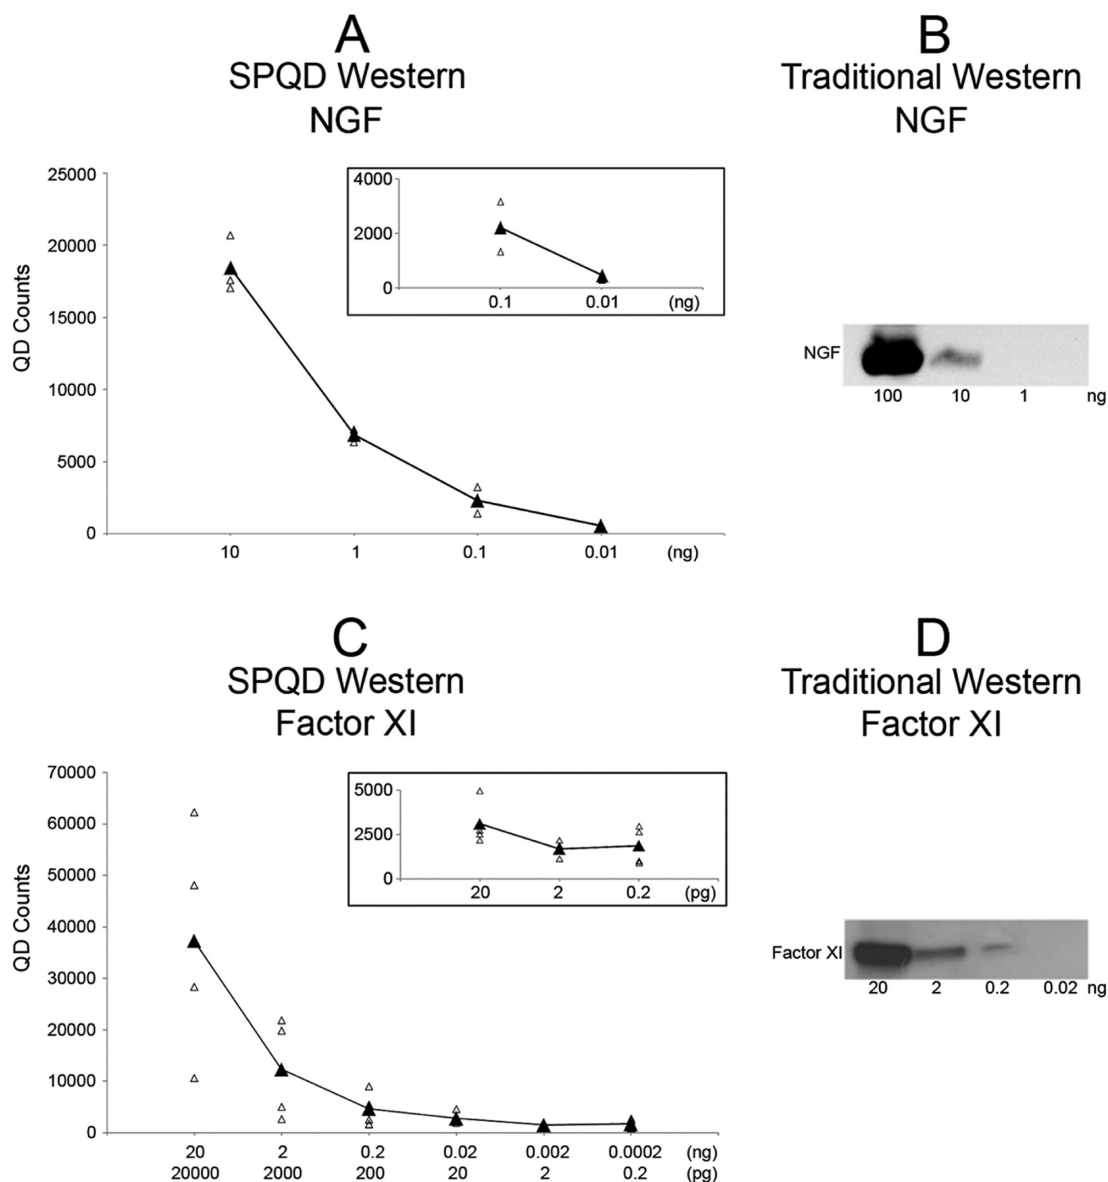 A
SPQD Western
NGF
B
Traditional Western
NGF
QD Counts
25000
20000
15000
10000
5000
0
10 1 0.1 0.01 (ng)
4000
2000
0
0.1 0.01 (ng)
NGF
100 10 1 ng
C
SPQD Western
Factor XI
D
Traditional Western
Factor XI
QD Counts
70000
60000
50000
40000
30000
20000
10000
0
20 2 0.2 0.02 0.002 0.0002 (ng)
20000 2000 200 20 2 0.2 (pg)
5000
2500
0
20 2 0.2 (pg)
Factor XI
20 2 0.2 0.02 ng